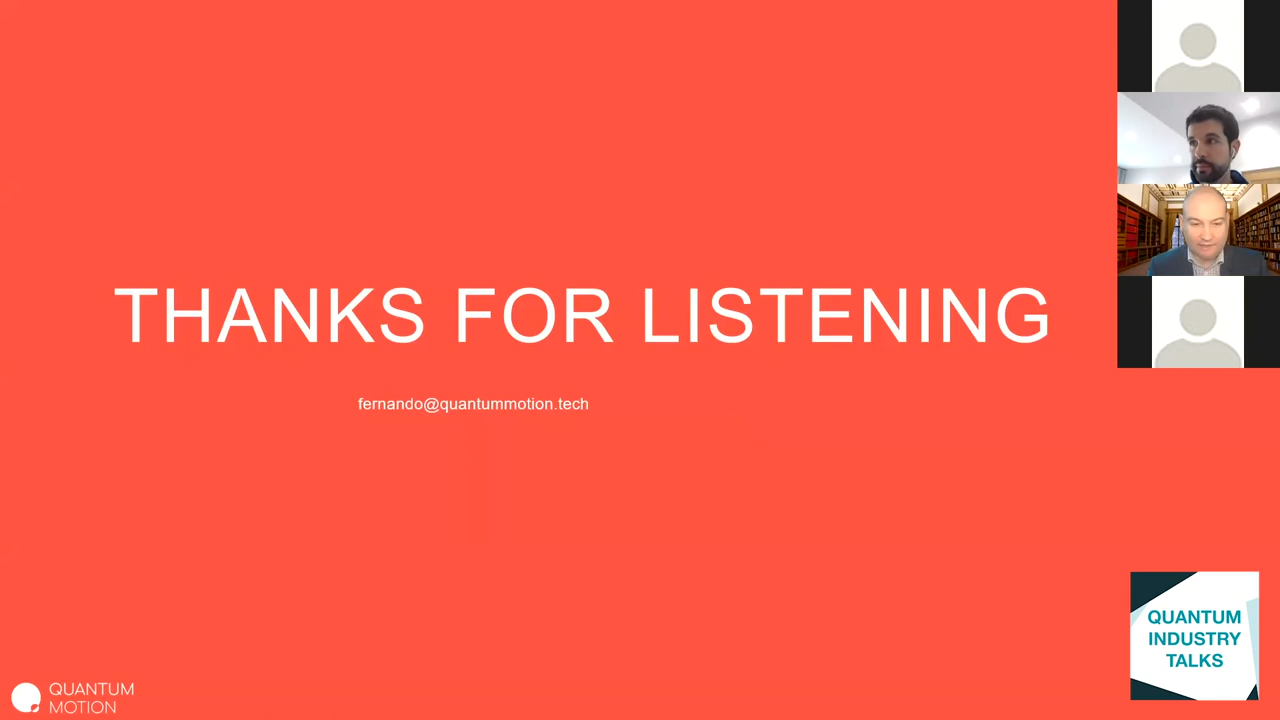 THANKS FOR LISTENING
fernando@quantummotion.tech
QUANTUM
INDUSTRY
TALKS
QUANTUM
MOTION